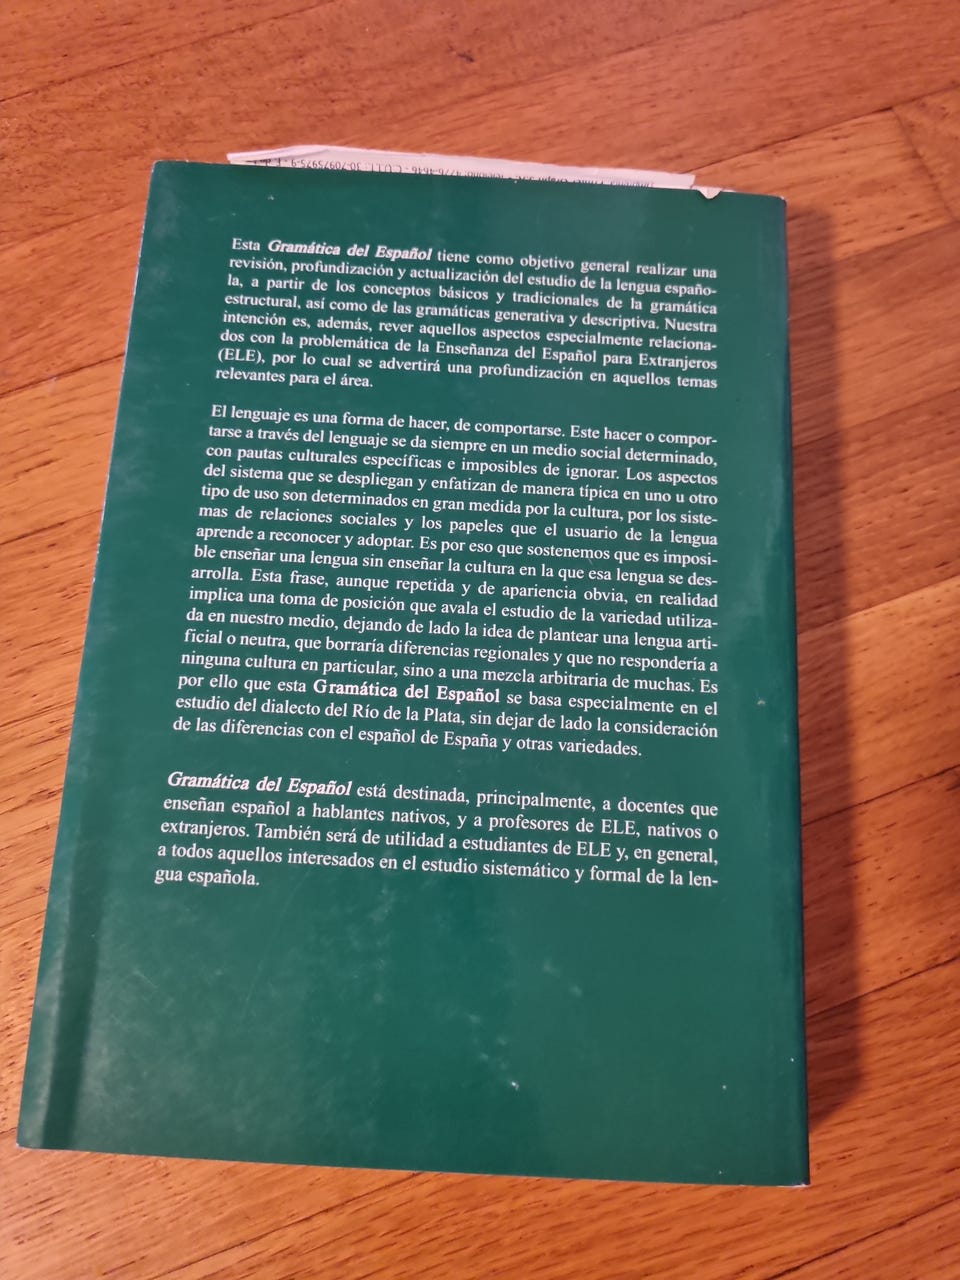 Esta Gramática del Español tiene como objetivo general realizar una
revisión, profundización y actualización del estudio de la lengua españo-
la, a partir de los conceptos básicos y tradicionales de la gramática
estructural, así como de las gramáticas generativa y descriptiva. Nuestra
intención es, además, rever aquellos aspectos especialmente relaciona-
dos con la problemática de la Enseñanza del Español para Extranjeros
(ELE), por lo cual se advertirá una profundización en aquellos temas
relevantes para el área.
El lenguaje es una forma de hacer, de comportarse. Este hacer o compor-
tarse a través del lenguaje se da siempre en un medio social determinado,
con pautas culturales específicas e imposibles de ignorar. Los aspectos
del sistema que se despliegan y enfatizan de manera típica en uno u otro
tipo de uso son determinados en gran medida por la cultura, por los siste-
mas de relaciones sociales y los papeles que el usuario de la lengua
aprende a reconocer y adoptar. Es por eso que sostenemos que es imposi-
ble enseñar una lengua sin enseñar la cultura en la que esa lengua se des-
arrolla. Esta frase, aunque repetida y de apariencia obvia, en realidad
implica una toma de posición que avala el estudio de la variedad utiliza-
da en nuestro medio, dejando de lado la idea de plantear una lengua arti-
ficial o neutra, que borraría diferencias regionales y que no respondería a
ninguna cultura en particular, sino a una mezcla arbitraria de muchas. Es
por ello que esta Gramática del Español se basa especialmente en el
estudio del dialecto del Río de la Plata, sin dejar de lado la consideración
de las diferencias con el español de España y otras variedades.
Gramática del Español está destinada, principalmente, a docentes que
enseñan español a hablantes nativos, y a profesores de ELE, nativos o
extranjeros. También será de utilidad a estudiantes de ELE y, en general,
a todos aquellos interesados en el estudio sistemático y formal de la len-
gua española.